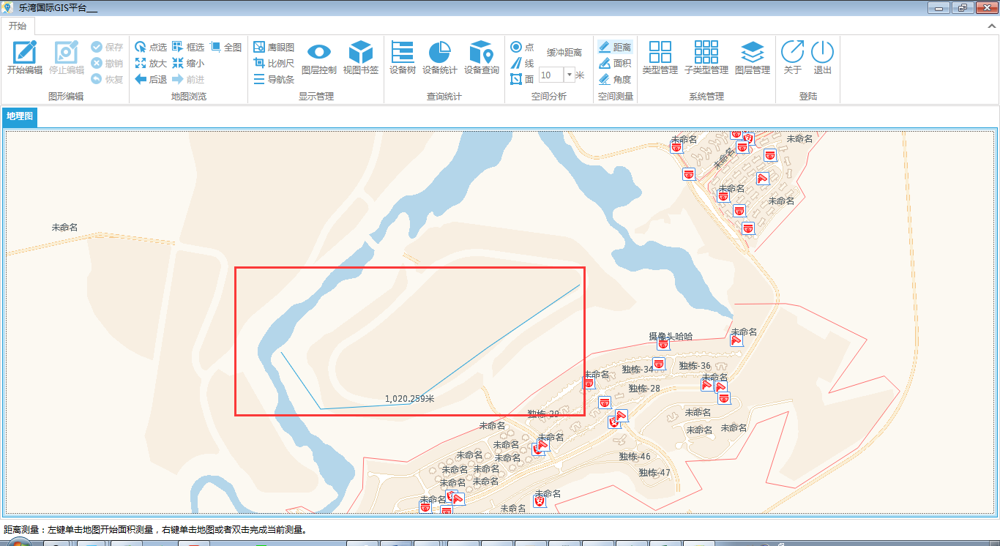 乐湾国际GIS平台___
开始
开始编辑 停止编辑 保存 撤销 恢复
图形编辑
点选 框选 全图
放大 缩小
后退 前进
地图浏览
鹰眼图
比例尺
导航条
图层控制 视图书签
显示管理
设备树 设备统计 设备查询
查询统计
点 缓冲距离
线
面 10 米
空间分析
距离
面积
角度
空间测量
类型管理 子类型管理 图层管理
系统管理
关于 退出
登陆
地理图
未命名 未命名
未命名
未命名
未命名
未命名
未命名
摄像头哈哈
独栋-34 独栋-36
未命名 未命名
独栋-28
1,020.259米
独栋-29
未命名
未命名
未命名 未命名
未命名
未命名
未命名 未命名
独栋-46
未命名 未命名
独栋-47
未命名 未命名
未命名 未命名
未命名
距离测量：左键单击地图开始面积测量，右键单击地图或者双击完成当前测量。